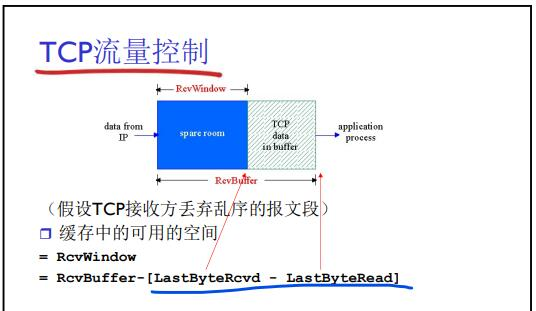 TCP流量控制
RcvWindow
data from
IP
spare room
TCP
data
in buffer
application
process
RcvBuffer
（假设TCP接收方丢弃乱序的报文段）
缓存中的可用的空间
= RcvWindow
= RcvBuffer-[LastByteRcvd - LastByteRead]